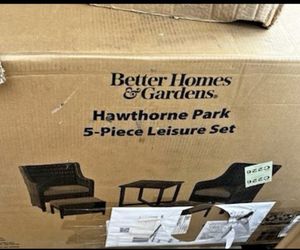 Better Homes
& Gardens®
Hawthorne Park
5-Piece Leisure Set